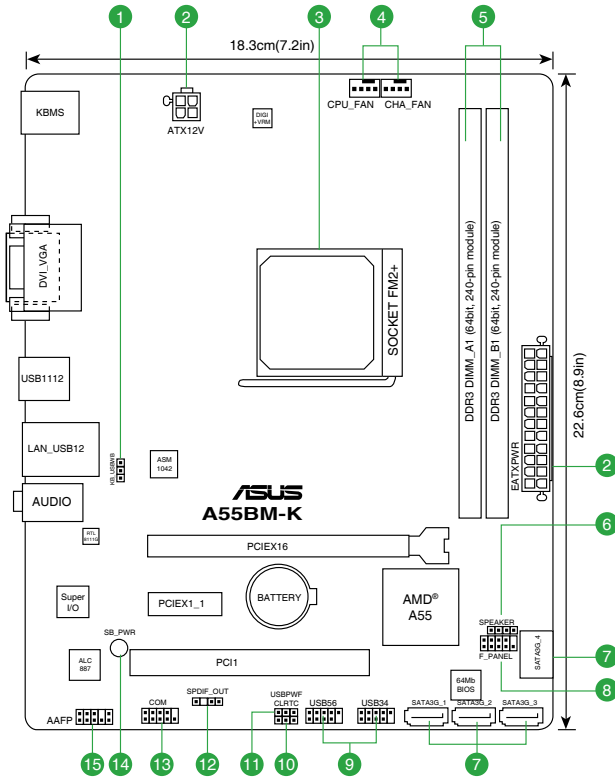 1
2
3
4
5
18.3cm(7.2in)
KBMS
ATX12V
DIGI
+VRM
CPU_FAN
CHA_FAN
DVI_VGA
SOCKET FM2+
DDR3 DIMM_A1 (64bit, 240-pin module)
DDR3 DIMM_B1 (64bit, 240-pin module)
22.6cm(8.9in)
USB1112
EATXPWR
LAN_USB12
KB_USBWB
ASM
1042
2
AUDIO
ASUS
A55BM-K
6
RTL
8111G
PCIEX16
Super
I/O
PCIEX1_1
BATTERY
AMD®
A55
SPEAKER
F_PANEL
SATA3G_4
7
SB_PWR
ALC
887
PCI1
64Mb
BIOS
8
AAFP
COM
SPDIF_OUT
USBPWF
CLRTC
USB56
USB34
SATA3G_1
SATA3G_2
SATA3G_3
15
14
13
12
11
10
9
7